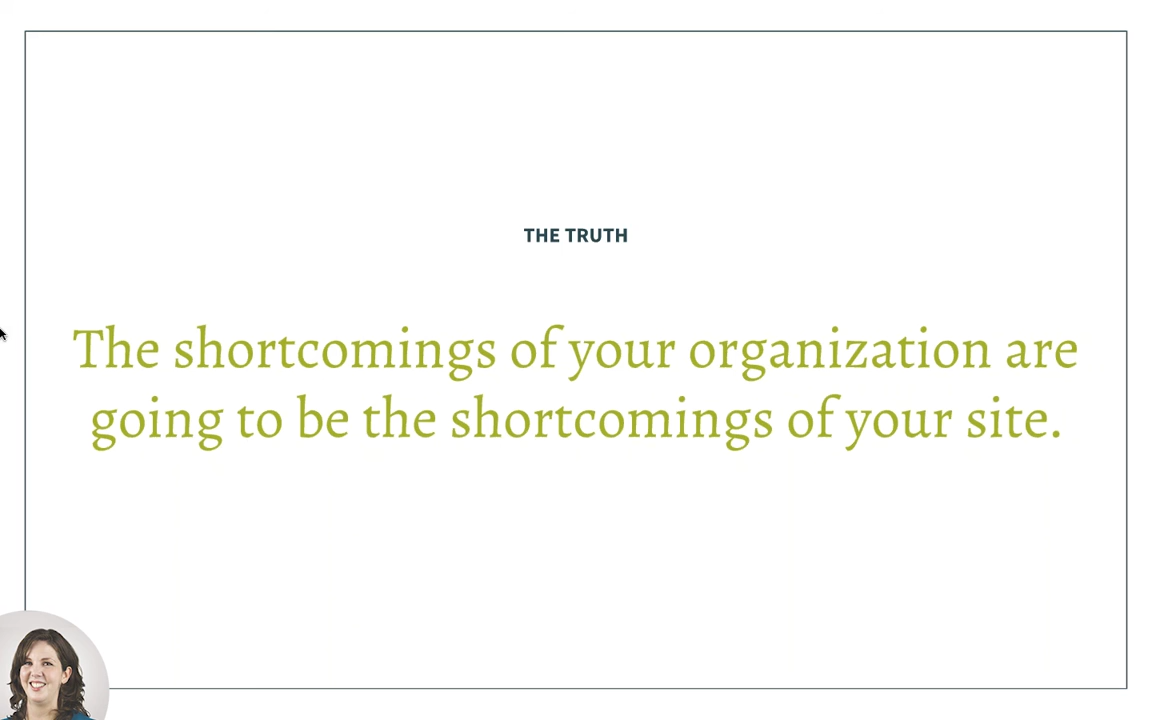 THE TRUTH
The shortcomings of your organization are
going to be the shortcomings of your site.